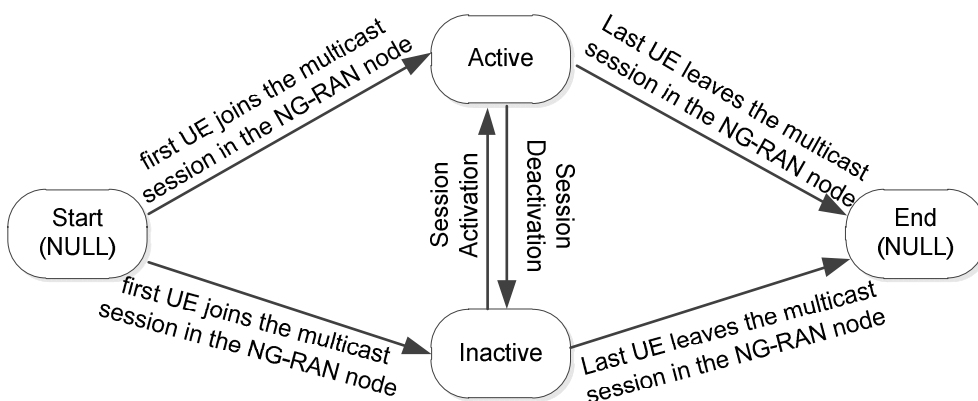 first UE joins the multicast
session in the NG-RAN node
Active
Last UE leaves the multicast
session in the NG-RAN node
Start
(NULL)
Session
Activation
Session
Deactivation
End
(NULL)
first UE joins the multicast
session in the NG-RAN node
Inactive
Last UE leaves the multicast
session in the NG-RAN node